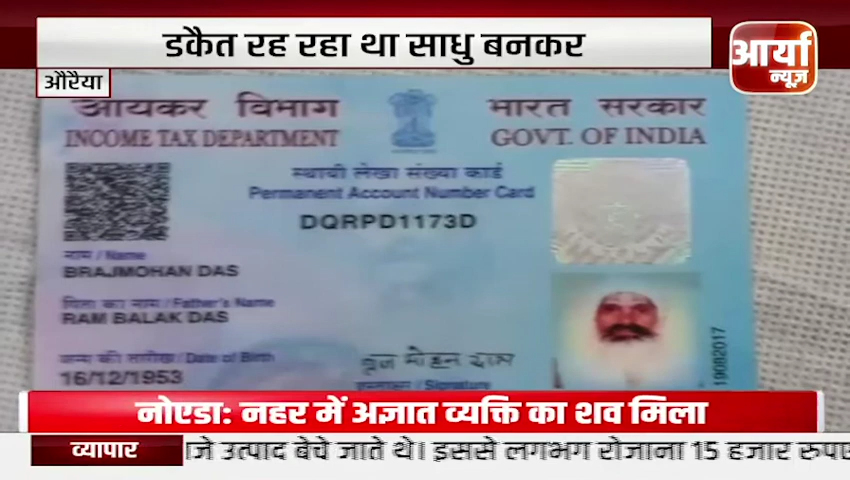 डकैत रह रहा था साधु बनकर
आर्या
न्यूज़
औरैया
आयकर विभाग
भारत सरकार
INCOME TAX DEPARTMENT
GOVT. OF INDIA
स्थायी लेखा संख्या कार्ड
Permanent Account Number Card
DQRPD1173D
नाम / Name
BRAJMOHAN DAS
पिता का नाम / Father's Name
RAM BALAK DAS
जन्म की तारीख / Date of Birth
16/12/1953
बृज मोहन दास
हस्ताक्षर / Signature
19082017
नोएडा: नहर में अज्ञात व्यक्ति का शव मिला
व्यापार
जे उत्पाद बेचे जाते थे। इससे लगभग रोजाना 15 हजार रुपए